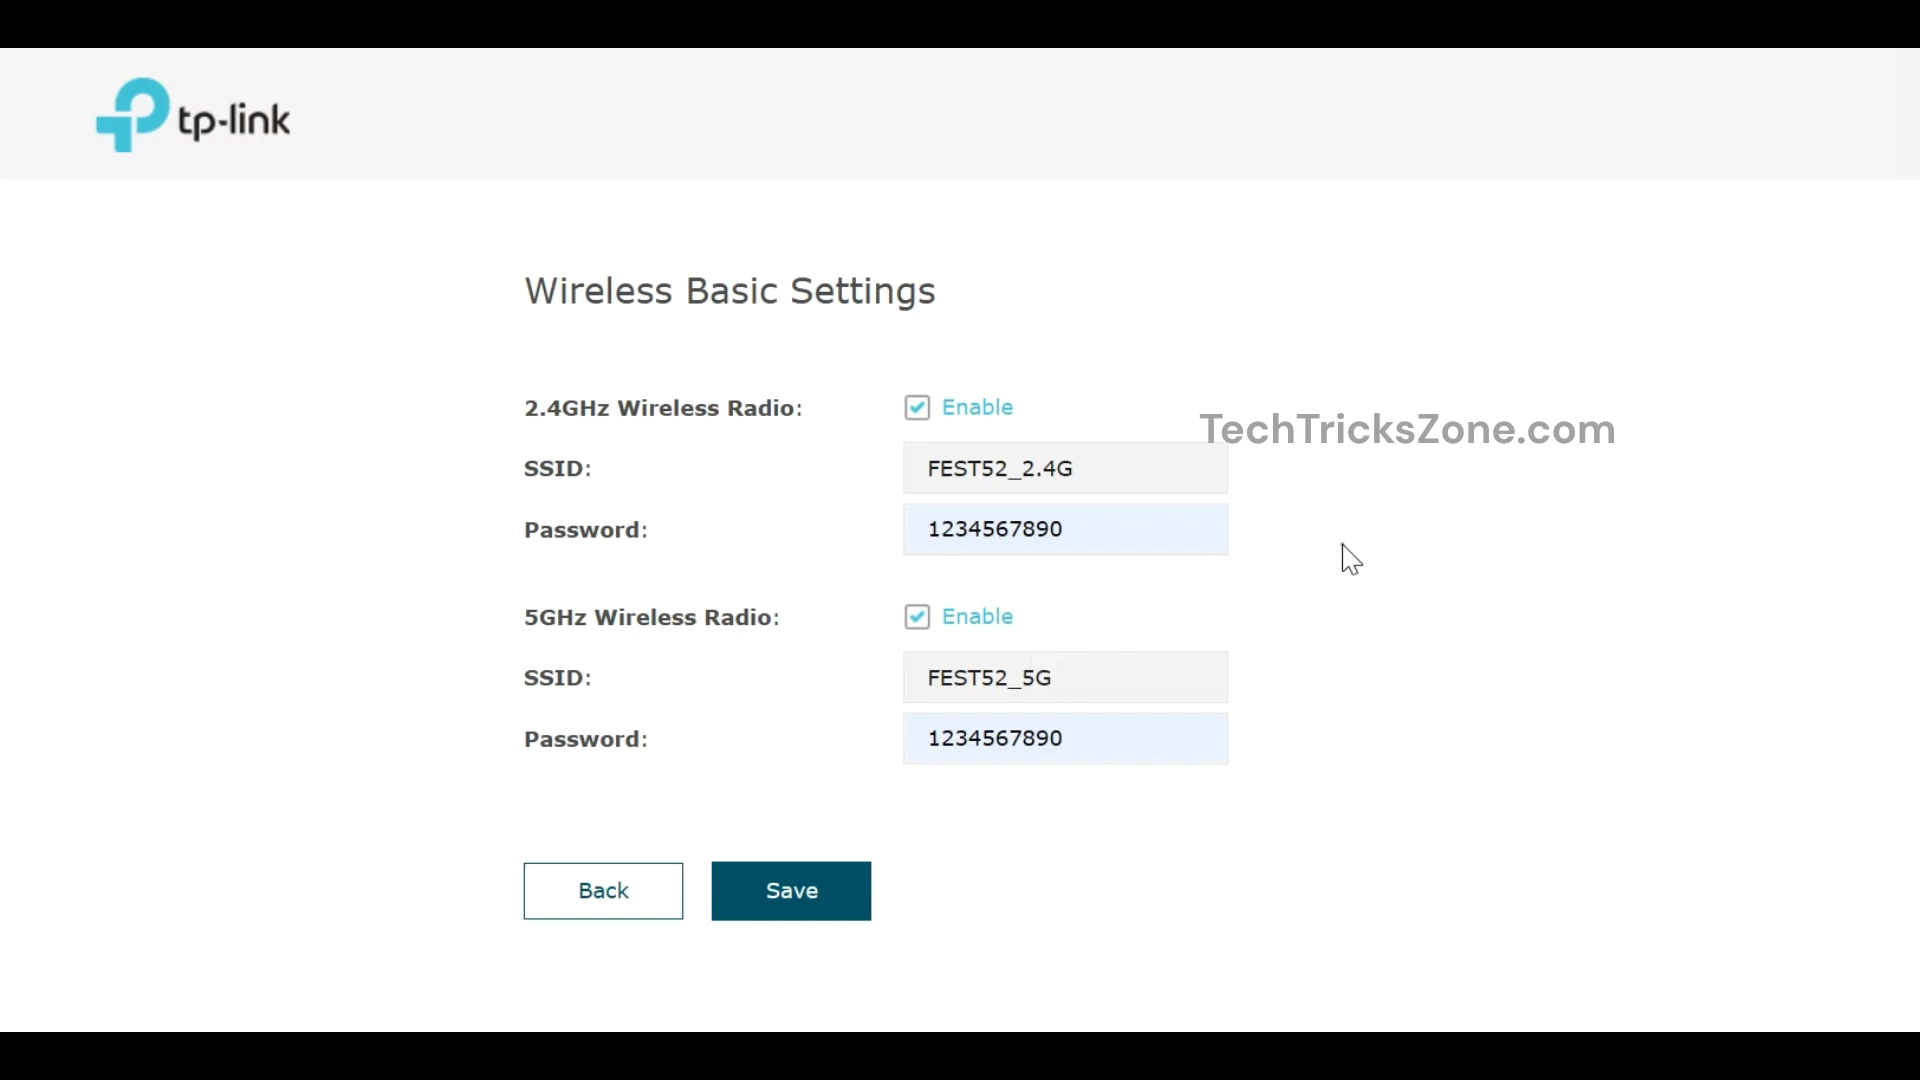 tp-link
Wireless Basic Settings
2.4GHz Wireless Radio: Enable
TechTricksZone.com
SSID: FEST52_2.4G
Password: 1234567890
5GHz Wireless Radio: Enable
SSID: FEST52_5G
Password: 1234567890
Back Save